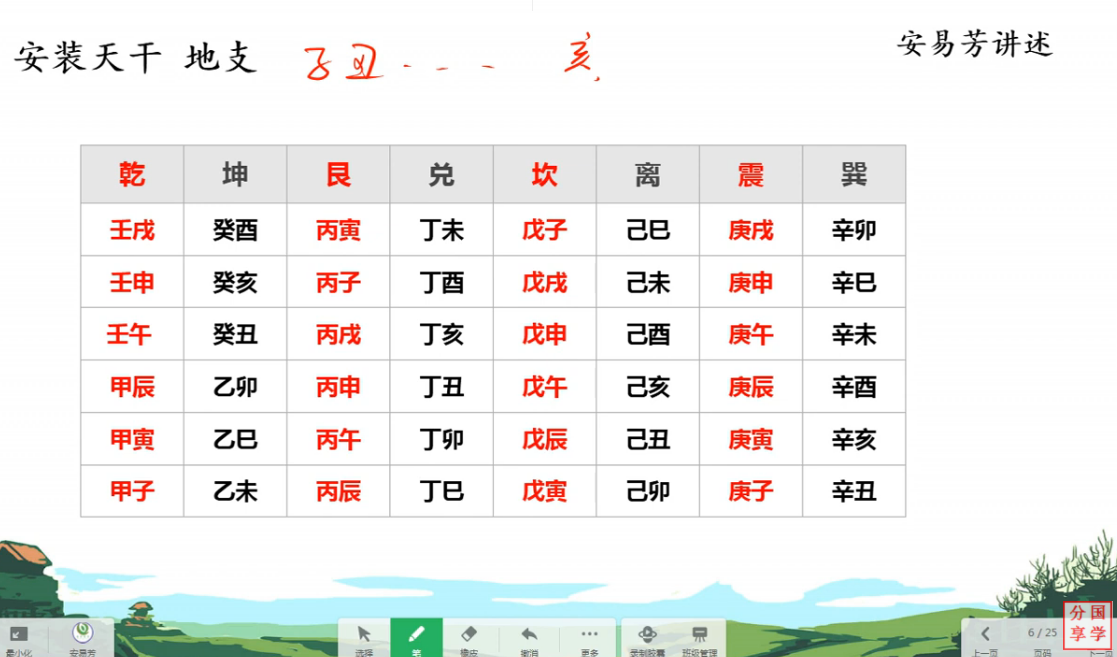 安装天干 地支 子丑 . - - 亥
安易芳讲述
乾 坤 艮 兑 坎 离 震 巽
壬戌 癸酉 丙寅 丁未 戊子 己巳 庚戌 辛卯
壬申 癸亥 丙子 丁酉 戊戌 己未 庚申 辛巳
壬午 癸丑 丙戌 丁亥 戊申 己酉 庚午 辛未
甲辰 乙卯 丙申 丁丑 戊午 己亥 庚辰 辛酉
甲寅 乙巳 丙午 丁卯 戊辰 己丑 庚寅 辛亥
甲子 乙未 丙辰 丁巳 戊寅 己卯 庚子 辛丑
分国
享学
6 / 25
最小化 安易芳 选择 笔 橡皮 撤消 更多 录制胶囊 班级管理 上一页 页码 下一页